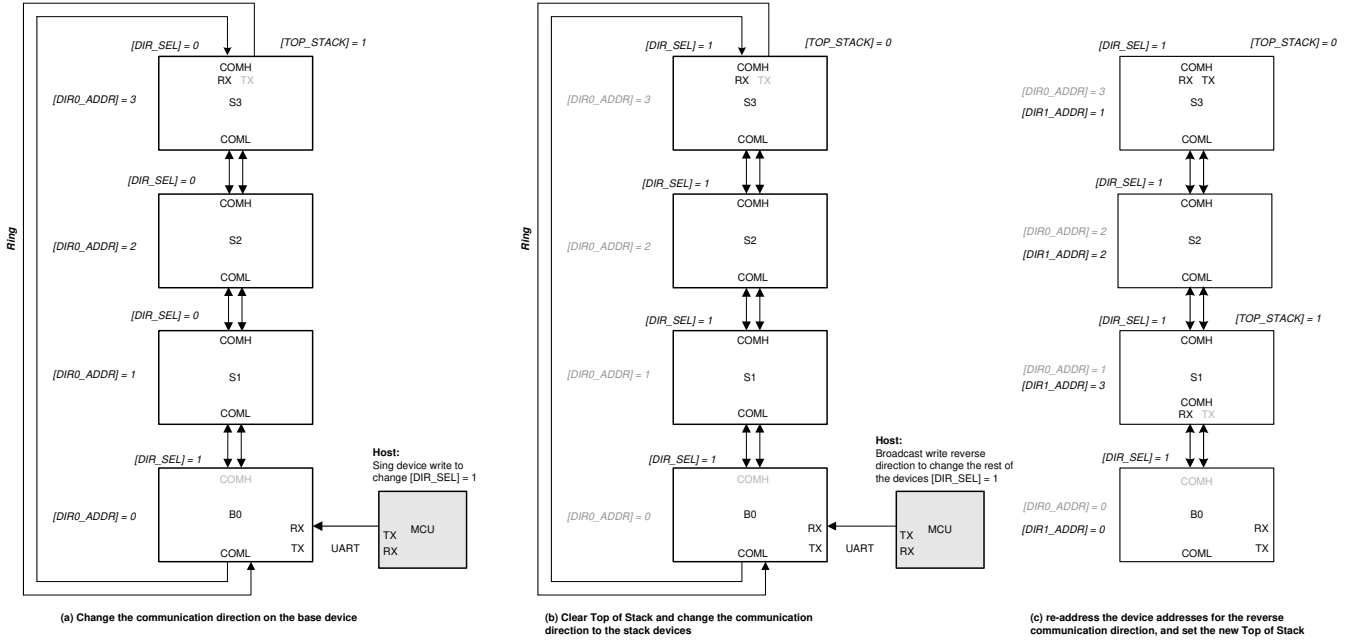 [DIR_SEL] = 0
[TOP_STACK] = 1
COMH
RX TX
[DIR0_ADDR] = 3
S3
COML
[DIR_SEL] = 0
COMH
Ring
[DIR0_ADDR] = 2
S2
COML
[DIR_SEL] = 0
COMH
[DIR0_ADDR] = 1
S1
COML
[DIR_SEL] = 1
Host:
Sing device write to
change [DIR_SEL] = 1
COMH
[DIR0_ADDR] = 0
B0
RX
TX
COML
UART
TX
RX
MCU
(a) Change the communication direction on the base device
[DIR_SEL] = 1
[TOP_STACK] = 0
COMH
RX TX
[DIR0_ADDR] = 3
S3
COML
[DIR_SEL] = 1
COMH
Ring
[DIR0_ADDR] = 2
S2
COML
[DIR_SEL] = 1
COMH
[DIR0_ADDR] = 1
S1
COML
[DIR_SEL] = 1
Host:
Broadcast write reverse
direction to change the rest of
the devices [DIR_SEL] = 1
COMH
[DIR0_ADDR] = 0
B0
RX
TX
COML
UART
TX
RX
MCU
(b) Clear Top of Stack and change the communication
direction to the stack devices
[DIR_SEL] = 1
[TOP_STACK] = 0
COMH
RX TX
[DIR0_ADDR] = 3
[DIR1_ADDR] = 1
S3
COML
[DIR_SEL] = 1
COMH
[DIR0_ADDR] = 2
[DIR1_ADDR] = 2
S2
COML
[DIR_SEL] = 1
[TOP_STACK] = 1
COMH
[DIR0_ADDR] = 1
[DIR1_ADDR] = 3
S1
COMH
RX TX
[DIR_SEL] = 1
COMH
[DIR0_ADDR] = 0
[DIR1_ADDR] = 0
B0
RX
TX
COML
(c) re-address the device addresses for the reverse
communication direction, and set the new Top of Stack